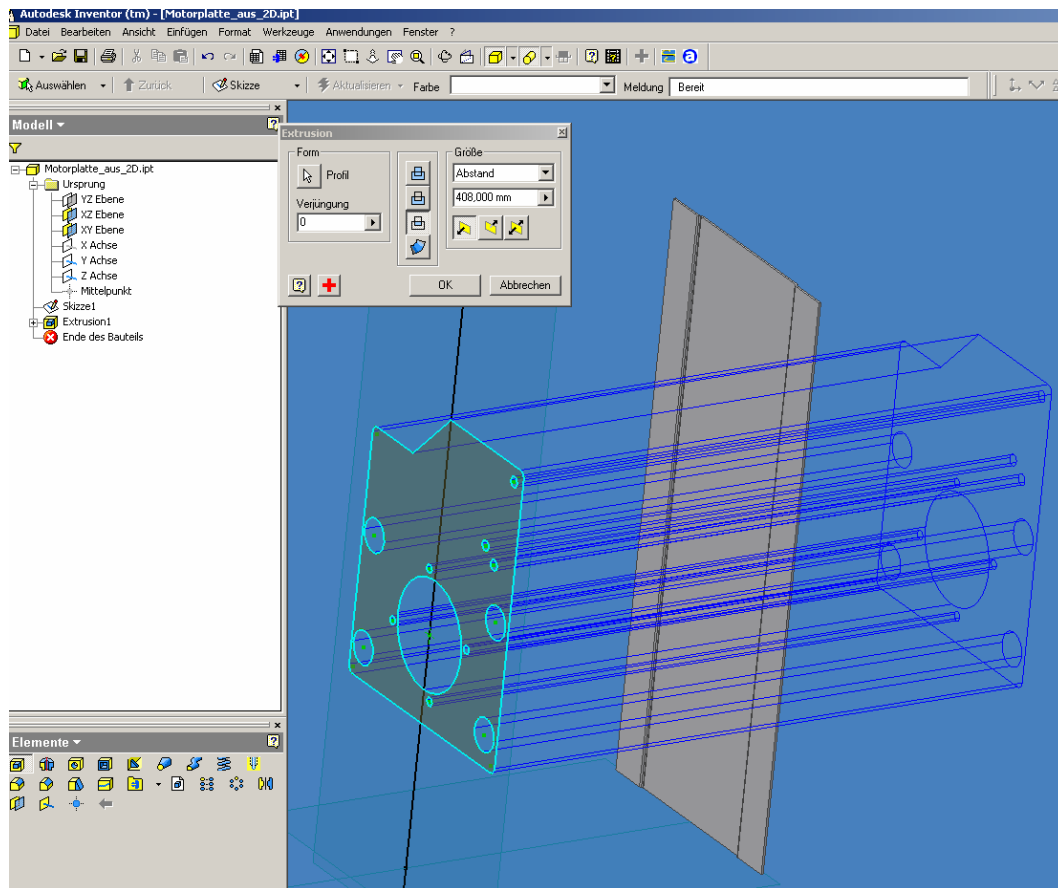 Autodesk Inventor (tm) - [Motorplatte_aus_2D.ipt]
Datei Bearbeiten Ansicht Einfügen Format Werkzeuge Anwendungen Fenster ?
Auswählen Zurück Skizze Aktualisieren Farbe Meldung Bereit
Modell
Motorplatte_aus_2D.ipt
Ursprung
YZ Ebene
XZ Ebene
XY Ebene
X Achse
Y Achse
Z Achse
Mittelpunkt
Skizze1
Extrusion1
Ende des Bauteils
Extrusion
Form
Profil
Verjüngung
0
Größe
Abstand
408,000 mm
OK
Abbrechen
Elemente